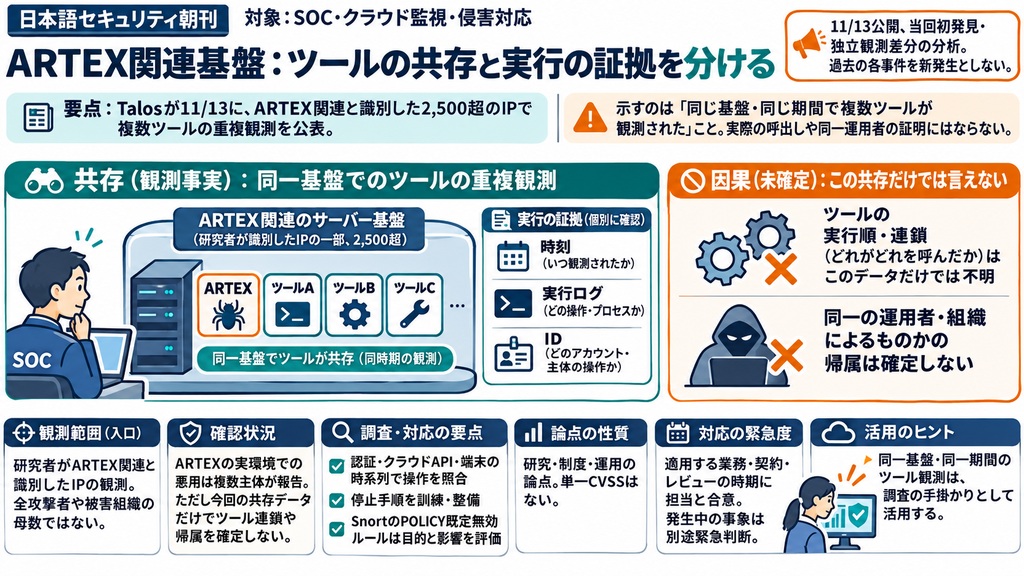 日本語セキュリティ朝刊
対象：SOC・クラウド監視・侵害対応
ARTEX関連基盤：ツールの共存と実行の証拠を分ける
11/13公開、当回初発見・
独立観測差分の分析。
過去の各事件を新発生としない。
要点：Talosが11/13に、ARTEX関連と識別した2,500超のIPで
複数ツールの重複観測を公表。
示すのは「同じ基盤・同じ期間で複数ツールが
観測された」こと。実際の呼出しや同一運用者の証明にはならない。
共存（観測事実）：同一基盤でのツールの重複観測
ARTEX関連のサーバー基盤
（研究者が識別したIPの一部、2,500超）
ARTEX
ツールA
ツールB
ツールC
…
同一基盤でツールが共存（同時期の観測）
SOC
実行の証拠（個別に確認）
時刻
（いつ観測されたか）
実行ログ
（どの操作・プロセスか）
ID
（どのアカウント・
主体の操作か）
因果（未確定）：この共存だけでは言えない
ツールの
実行順・連鎖
（どれがどれを呼んだか）は
このデータだけでは不明
同一の運用者・組織
によるものかの
帰属は確定しない
観測範囲（入口）
研究者がARTEX関連と
識別したIPの観測。
全攻撃者や被害組織の
母数ではない。
確認状況
ARTEXの実環境での
悪用は複数主体が報告。
ただし今回の共存データ
だけでツール連鎖や
帰属を確定しない。
調査・対応の要点
認証・クラウドAPI・端末の
時系列で操作を照合
停止手順を訓練・整備
SnortのPOLICY既定無効
ルールは目的と影響を評価
論点の性質
研究・制度・運用の
論点。単一CVSSは
ない。
対応の緊急度
適用する業務・契約・
レビューの時期に
担当と合意。
発生中の事象は
別途緊急判断。
活用のヒント
同一基盤・同一期間の
ツール観測は、
調査の手掛かりとして
活用する。